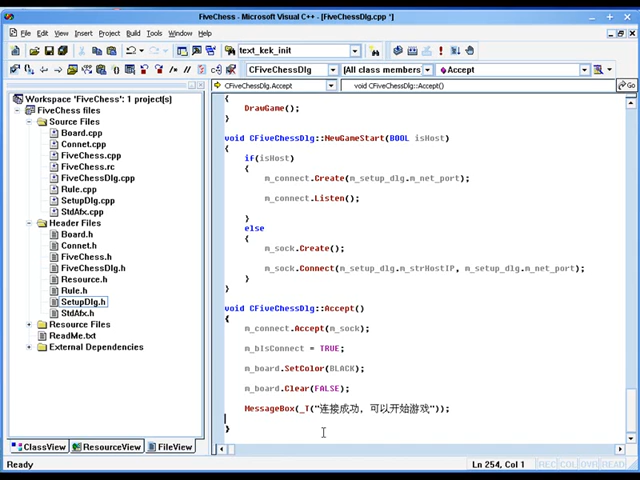 FiveChess - Microsoft Visual C++ - [FiveChessDlg.cpp *]
File Edit View Insert Project Build Tools Window Help
text_kek_init
CFiveChessDlg
[All class members]
Accept
Workspace "FiveChess": 1 project(s)
FiveChess files
Source Files
Board.cpp
Connet.cpp
FiveChess.cpp
FiveChess.rc
FiveChessDlg.cpp
Rule.cpp
SetupDlg.cpp
StdAfx.cpp
Header Files
Board.h
Connet.h
FiveChess.h
FiveChessDlg.h
Resource.h
Rule.h
SetupDlg.h
StdAfx.h
Resource Files
ReadMe.txt
External Dependencies
ClassView ResourceView FileView
CFiveChessDlg.Accept
void CFiveChessDlg::Accept()
Go
{
DrawGame();
}
void CFiveChessDlg::NewGameStart(BOOL isHost)
{
if(isHost)
{
m_connect.Create(m_setup_dlg.m_net_port);
m_connect.Listen();
}
else
{
m_sock.Create();
m_sock.Connect(m_setup_dlg.m_strHostIP, m_setup_dlg.m_net_port);
}
}
void CFiveChessDlg::Accept()
{
m_connect.Accept(m_sock);
m_bIsConnect = TRUE;
m_board.SetColor(BLACK);
m_board.Clear(FALSE);
MessageBox(_T("连接成功，可以开始游戏"));
}
Ready
Ln 254, Col 1
REC COL OVR READ